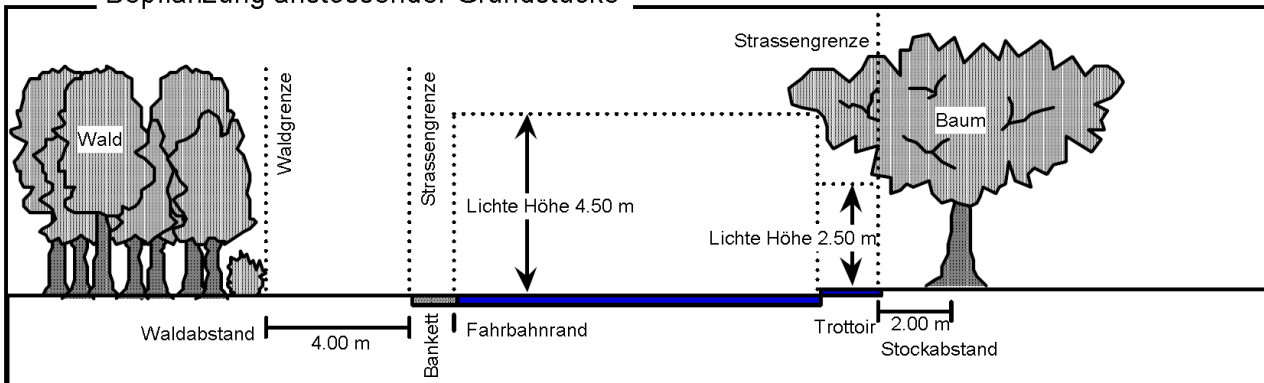 Bepflanzung anstossender Grundstücke
Strassengrenze
Waldgrenze
Strassengrenze
Wald
Baum
Lichte Höhe 4.50 m
Lichte Höhe 2.50 m
Waldabstand
4.00 m
Bankett
Fahrbahnrand
Trottoir
2.00 m
Stockabstand